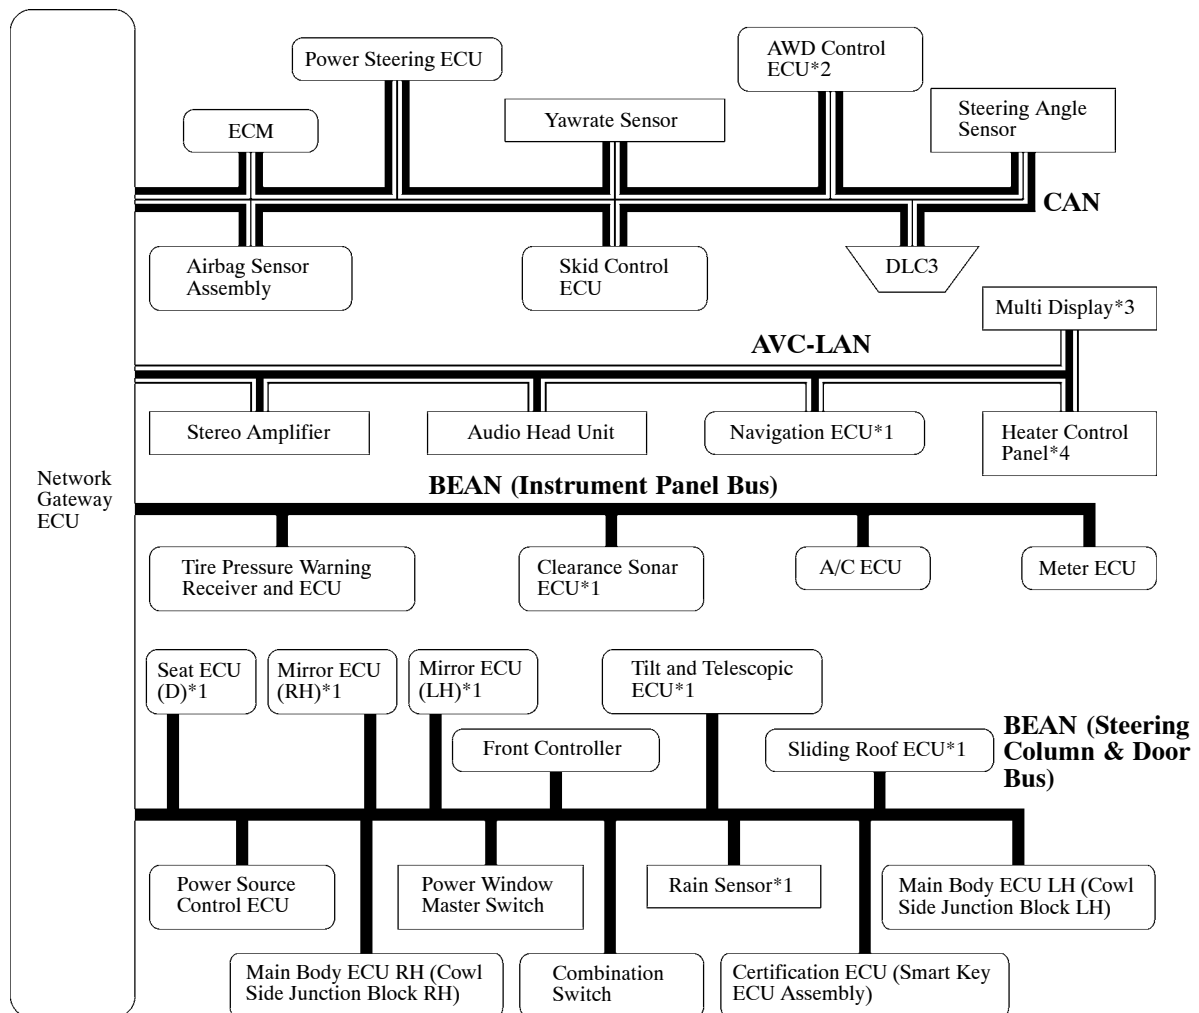 Network
Gateway
ECU
Power Steering ECU
AWD Control
ECU*2
ECM
Yawrate Sensor
Steering Angle
Sensor
CAN
Airbag Sensor
Assembly
Skid Control
ECU
DLC3
Multi Display*3
AVC-LAN
Stereo Amplifier
Audio Head Unit
Navigation ECU*1
Heater Control
Panel*4
BEAN (Instrument Panel Bus)
Tire Pressure Warning
Receiver and ECU
Clearance Sonar
ECU*1
A/C ECU
Meter ECU
Seat ECU
(D)*1
Mirror ECU
(RH)*1
Mirror ECU
(LH)*1
Tilt and Telescopic
ECU*1
Front Controller
Sliding Roof ECU*1
BEAN (Steering
Column & Door
Bus)
Power Source
Control ECU
Power Window
Master Switch
Rain Sensor*1
Main Body ECU LH (Cowl
Side Junction Block LH)
Main Body ECU RH (Cowl
Side Junction Block RH)
Combination
Switch
Certification ECU (Smart Key
ECU Assembly)